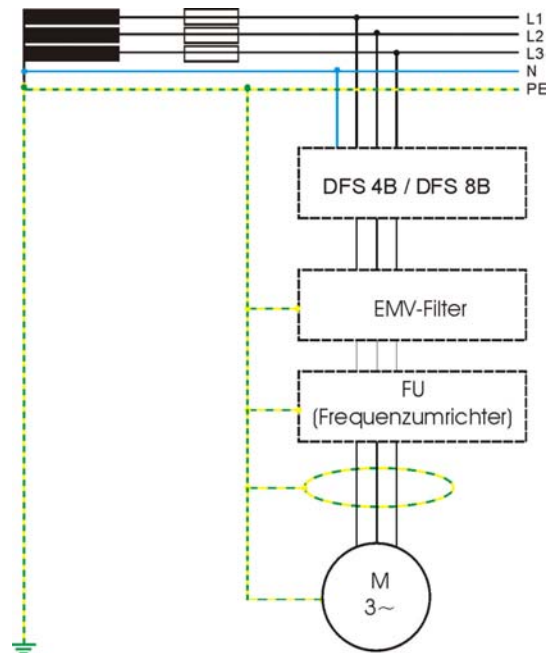 L1
L2
L3
N
PE
DFS 4B / DFS 8B
EMV-Filter
FU
(Frequenzumrichter)
M
3~